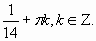 1/14 + πk, k ∈ Z.